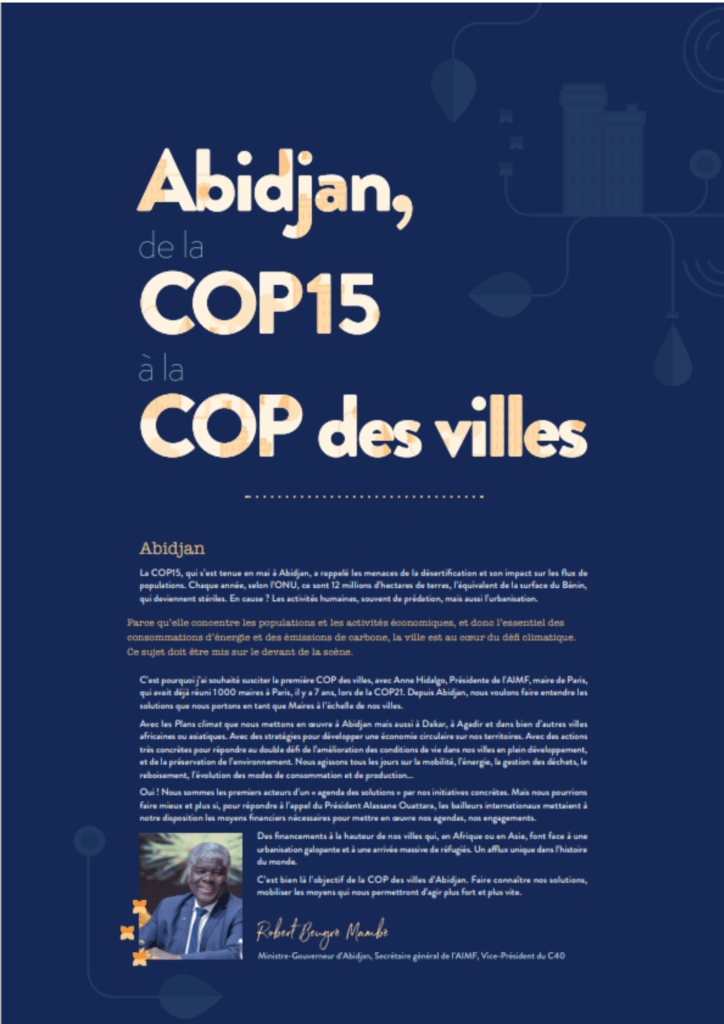 Abidjan,
de la
COP15
à la
COP des villes
Abidjan
La COP15, qui s'est tenue en mai à Abidjan, a rappelé les menaces de la désertification et son impact sur les flux de
populations. Chaque année, selon l'ONU, ce sont 12 millions d'hectares de terres, l'équivalent de la surface du Bénin,
qui deviennent stériles. En cause ? Les activités humaines, souvent de prédation, mais aussi l'urbanisation.
Parce qu'elle concentre les populations et les activités économiques, et donc l'essentiel des
consommations d'énergie et des émissions de carbone, la ville est au cœur du défi climatique.
Ce sujet doit être mis sur le devant de la scène.
C'est pourquoi j'ai souhaité susciter la première COP des villes, avec Anne Hidalgo, Présidente de l'AIMF, maire de Paris,
qui avait déjà réuni 1000 maires à Paris, il y a 7 ans, lors de la COP21. Depuis Abidjan, nous voulons faire entendre les
solutions que nous portons en tant que Maires à l'échelle de nos villes.
Avec les Plans climat que nous mettons en œuvre à Abidjan mais aussi à Dakar, à Agadir et dans bien d'autres villes
africaines ou asiatiques. Avec des stratégies pour développer une économie circulaire sur nos territoires. Avec des actions
très concrètes pour répondre au double défi de l'amélioration des conditions de vie dans nos villes en plein développement,
et de la préservation de l'environnement. Nous agissons tous les jours sur la mobilité, l'énergie, la gestion des déchets, le
reboisement, l'évolution des modes de consommation et de production...
Oui ! Nous sommes les premiers acteurs d'un « agenda des solutions » par nos initiatives concrètes. Mais nous pourrions
faire mieux et plus si, pour répondre à l'appel du Président Alassane Ouattara, les bailleurs internationaux mettaient à
notre disposition les moyens financiers nécessaires pour mettre en œuvre nos agendas, nos engagements.
Des financements à la hauteur de nos villes qui, en Afrique ou en Asie, font face à une
urbanisation galopante et à une arrivée massive de réfugiés. Un afflux unique dans l'histoire
du monde.
C'est bien là l'objectif de la COP des villes d'Abidjan. Faire connaître nos solutions,
mobiliser les moyens qui nous permettront d'agir plus fort et plus vite.
Robert Beugré Mambé
Ministre-Gouverneur d'Abidjan, Secrétaire général de l'AIMF, Vice-Président du C40